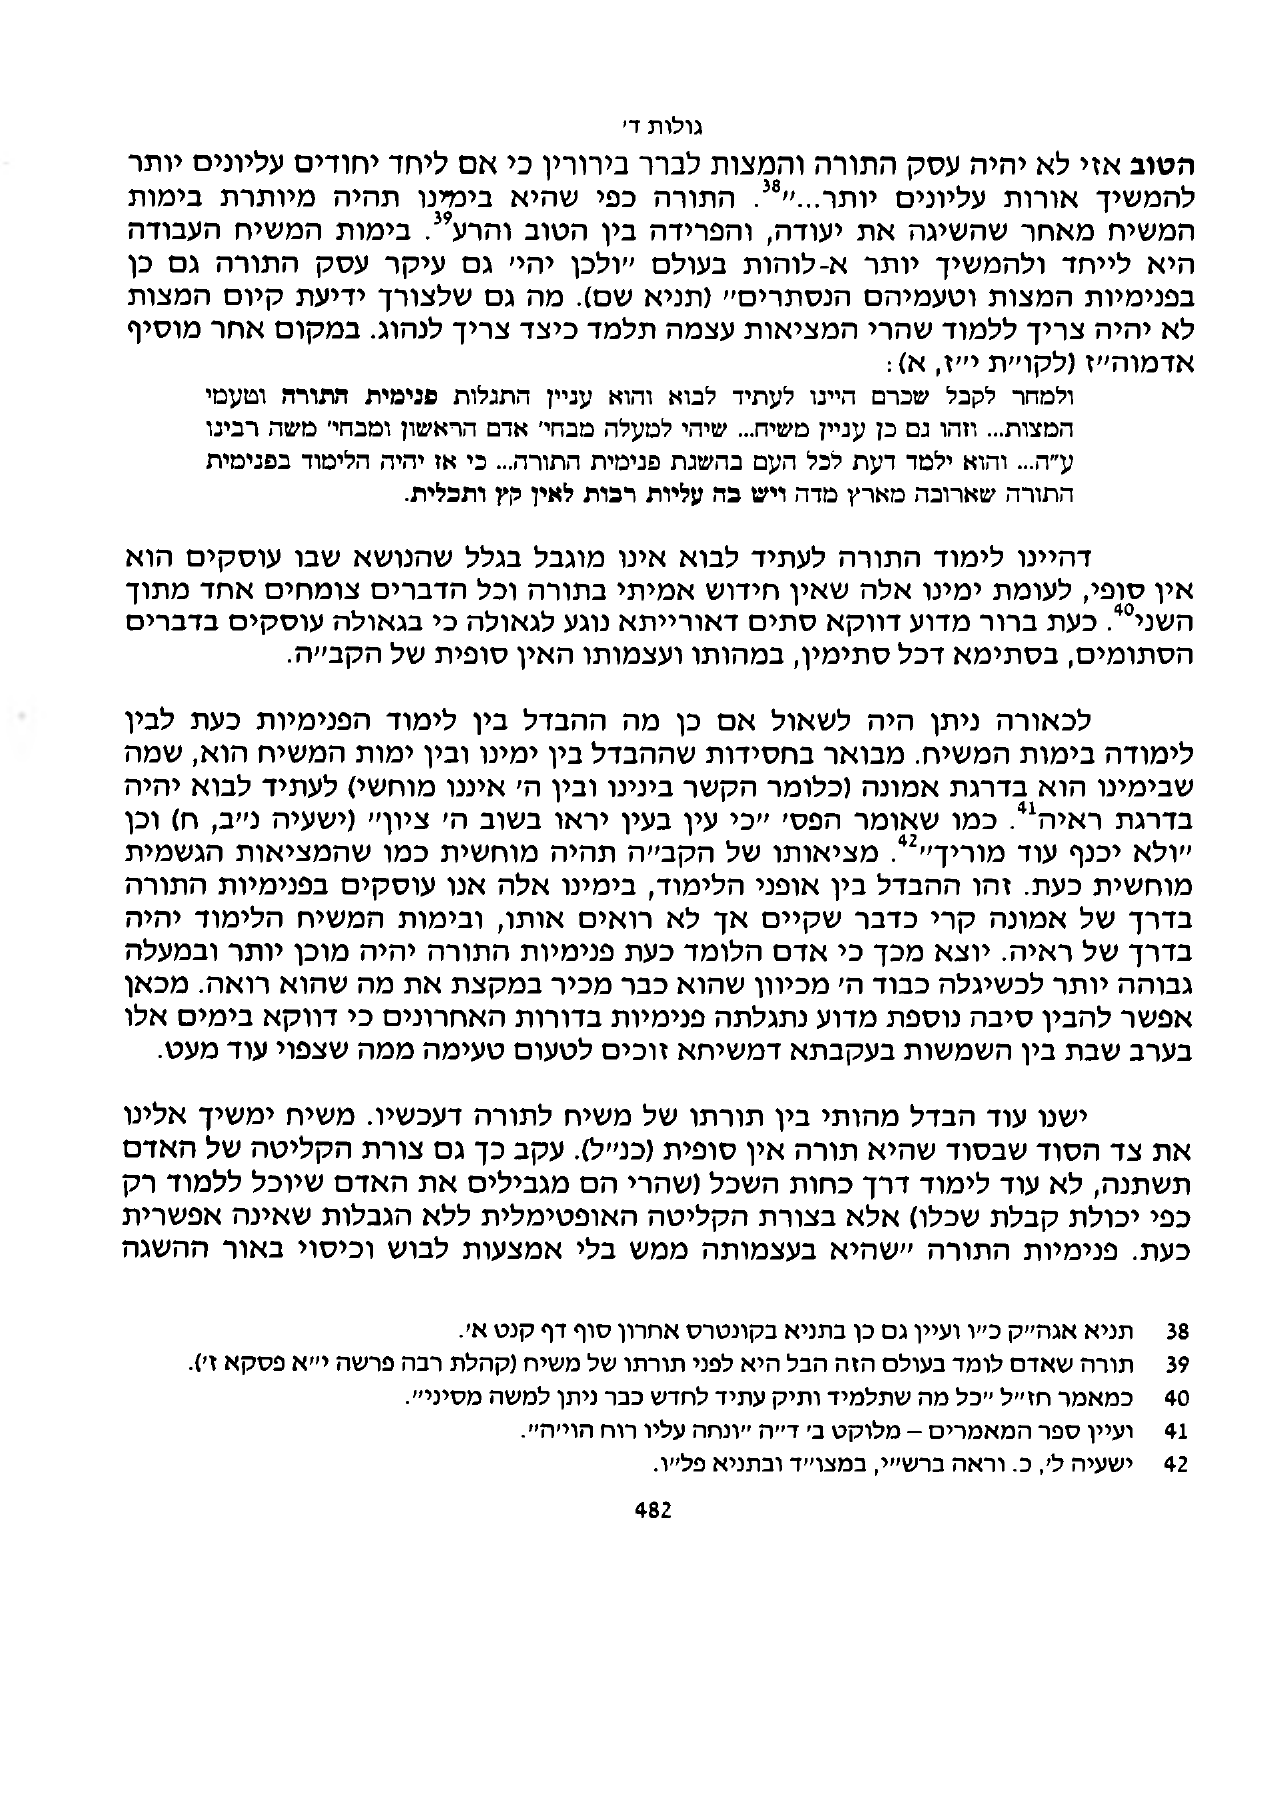 גולות ד'
הטוב אזי לא יהיה עסק התורה והמצות לברר בירורין כי אם ליחד יחודים עליונים יותר
להמשיך אורות עליונים יותר..."38. התורה כפי שהיא בימינו תהיה מיותרת בימות
המשיח מאחר שהשיגה את יעודה, והפרידה בין הטוב והרע39. בימות המשיח העבודה
היא לייחד ולהמשיך יותר א-לוהות בעולם "ולכן יהי' גם עיקר עסק התורה גם כן
בפנימיות המצות וטעמיהם הנסתרים" (תניא שם). מה גם שלצורך ידיעת קיום המצות
לא יהיה צריך ללמוד שהרי המציאות עצמה תלמד כיצד צריך לנהוג. במקום אחר מוסיף
אדמוה"ז (לקו"ת י"ז, א):
ולמחר לקבל שכרם היינו לעתיד לבוא והוא עניין התגלות פנימית התורה וטעמי
המצות... וזהו גם כן עניין משיח... שיהי למעלה מבחי' אדם הראשון ומבחי' משה רבינו
ע"ה... והוא ילמד דעת לכל העם בהשגת פנימית התורה... כי אז יהיה הלימוד בפנימית
התורה שארוכה מארץ מדה ויש בה עליות רבות לאין קץ ותכלית.
דהיינו לימוד התורה לעתיד לבוא אינו מוגבל בגלל שהנושא שבו עוסקים הוא
אין סופי, לעומת ימינו אלה שאין חידוש אמיתי בתורה וכל הדברים צומחים אחד מתוך
השני40. כעת ברור מדוע דווקא סתים דאורייתא נוגע לגאולה כי בגאולה עוסקים בדברים
הסתומים, בסתימא דכל סתימין, במהותו ועצמותו האין סופית של הקב"ה.
לכאורה ניתן היה לשאול אם כן מה ההבדל בין לימוד הפנימיות כעת לבין
לימודה בימות המשיח. מבואר בחסידות שההבדל בין ימינו ובין ימות המשיח הוא, שמה
שבימינו הוא בדרגת אמונה (כלומר הקשר בינינו ובין ה' איננו מוחשי) לעתיד לבוא יהיה
בדרגת ראיה41. כמו שאומר הפס' "כי עין בעין יראו בשוב ה' ציון" (ישעיה נ"ב, ח) וכן
"ולא יכנף עוד מוריך"42. מציאותו של הקב"ה תהיה מוחשית כמו שהמציאות הגשמית
מוחשית כעת. זהו ההבדל בין אופני הלימוד, בימינו אלה אנו עוסקים בפנימיות התורה
בדרך של אמונה קרי כדבר שקיים אך לא רואים אותו, ובימות המשיח הלימוד יהיה
בדרך של ראיה. יוצא מכך כי אדם הלומד כעת פנימיות התורה יהיה מוכן יותר ובמעלה
גבוהה יותר לכשיגלה כבוד ה' מכיוון שהוא כבר מכיר במקצת את מה שהוא רואה. מכאן
אפשר להבין סיבה נוספת מדוע נתגלתה פנימיות בדורות האחרונים כי דווקא בימים אלו
בערב שבת בין השמשות בעקבתא דמשיחא זוכים לטעום טעימה ממה שצפוי עוד מעט.
ישנו עוד הבדל מהותי בין תורתו של משיח לתורה דעכשיו. משיח ימשיך אלינו
את צד הסוד שבסוד שהיא תורה אין סופית (כנ"ל). עקב כך גם צורת הקליטה של האדם
תשתנה, לא עוד לימוד דרך כחות השכל (שהרי הם מגבילים את האדם שיוכל ללמוד רק
כפי יכולת קבלת שכלו) אלא בצורת הקליטה האופטימלית ללא הגבלות שאינה אפשרית
כעת. פנימיות התורה "שהיא בעצמותה ממש בלי אמצעות לבוש וכיסוי באור ההשגה
38 תניא אגה"ק כ"ו ועיין גם כן בתניא בקונטרס אחרון סוף דף קנט א'.
39 תורה שאדם לומד בעולם הזה הבל היא לפני תורתו של משיח (קהלת רבה פרשה י"א פסקא ז').
40 כמאמר חז"ל "כל מה שתלמיד ותיק עתיד לחדש כבר ניתן למשה מסיני".
41 ועיין ספר המאמרים – מלוקט ב' ד"ה "ונחה עליו רוח הוי'ה".
42 ישעיה ל', כ. וראה ברש"י, במצו"ד ובתניא פל"ו.
482